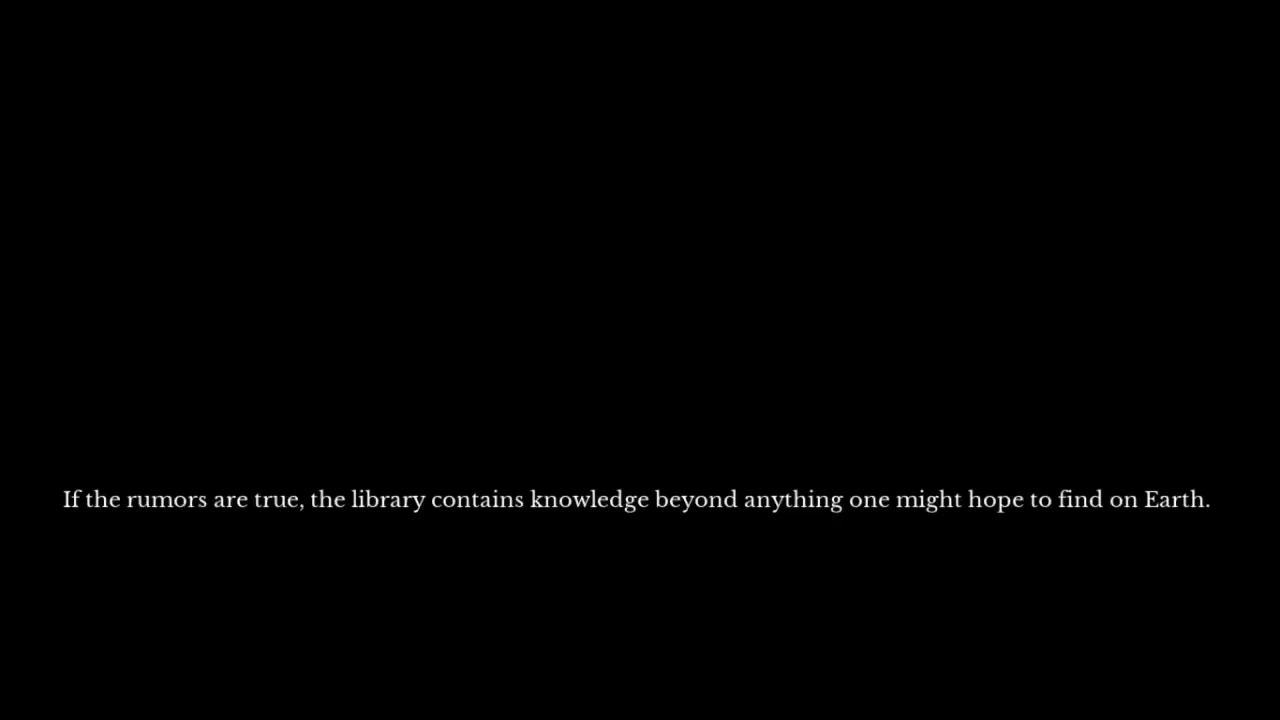 If the rumors are true, the library contains knowledge beyond anything one might hope to find on Earth.